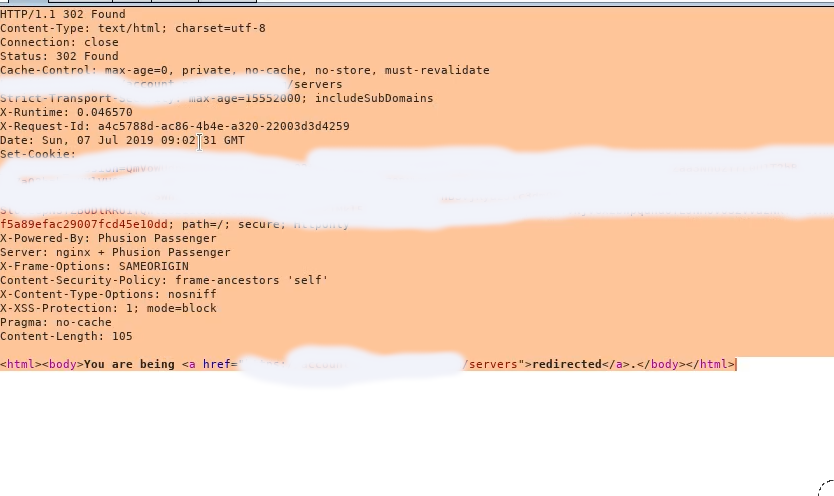 HTTP/1.1 302 Found
Content-Type: text/html; charset=utf-8
Connection: close
Status: 302 Found
Cache-Control: max-age=0, private, no-cache, no-store, must-revalidate
/servers
Strict-Transport-Security: max-age=15552000; includeSubDomains
X-Runtime: 0.046570
X-Request-Id: a4c5788d-ac86-4b4e-a320-22003d3d4259
Date: Sun, 07 Jul 2019 09:02:31 GMT
Set-Cookie:
f5a89efac29007fcd45e10dd; path=/; secure; HttpOnly
X-Powered-By: Phusion Passenger
Server: nginx + Phusion Passenger
X-Frame-Options: SAMEORIGIN
Content-Security-Policy: frame-ancestors 'self'
X-Content-Type-Options: nosniff
X-XSS-Protection: 1; mode=block
Pragma: no-cache
Content-Length: 105
<html><body>You are being <a href=" /servers">redirected</a>.</body></html>